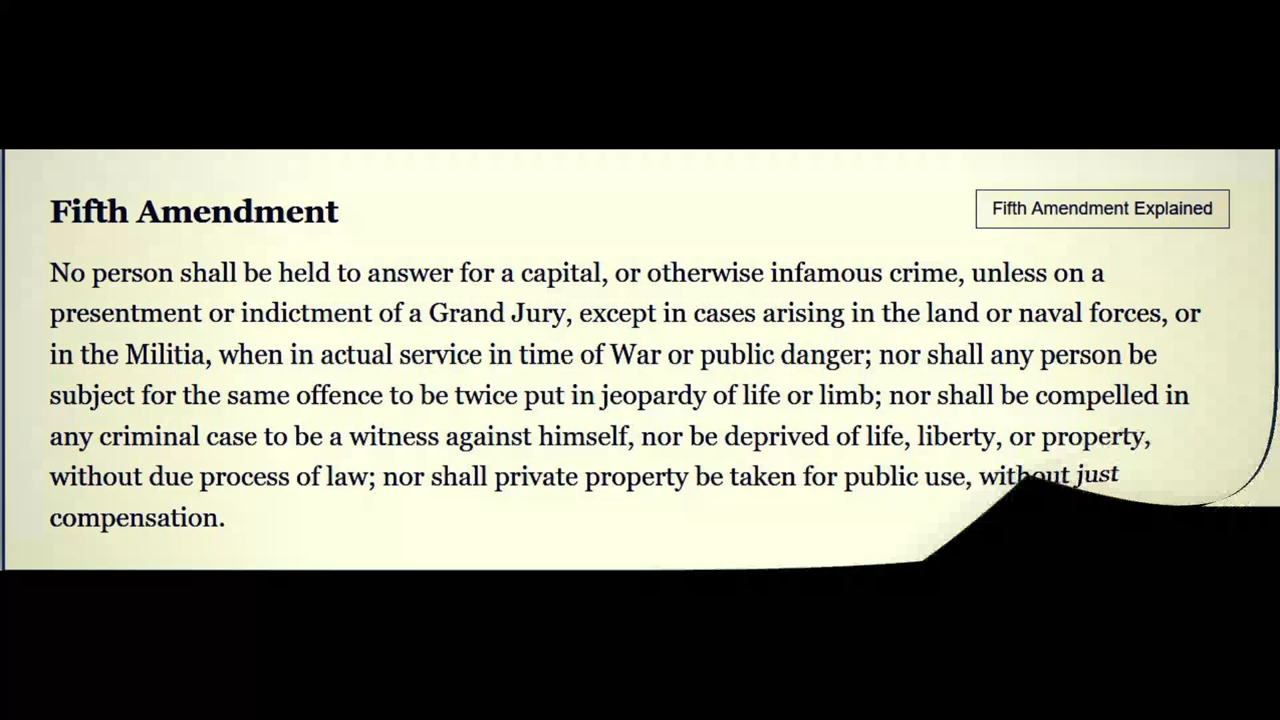 Fifth Amendment
Fifth Amendment Explained
No person shall be held to answer for a capital, or otherwise infamous crime, unless on a
presentment or indictment of a Grand Jury, except in cases arising in the land or naval forces, or
in the Militia, when in actual service in time of War or public danger; nor shall any person be
subject for the same offence to be twice put in jeopardy of life or limb; nor shall be compelled in
any criminal case to be a witness against himself, nor be deprived of life, liberty, or property,
without due process of law; nor shall private property be taken for public use, without just
compensation.